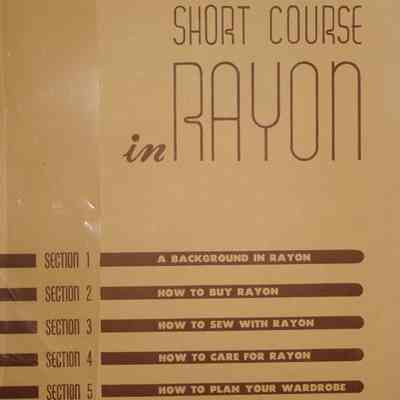 SHORT COURSE
in RAYON
SECTION 1 A BACKGROUND IN RAYON
SECTION 2 HOW TO BUY RAYON
SECTION 3 HOW TO SEW WITH RAYON
SECTION 4 HOW TO CARE FOR RAYON
SECTION 5 HOW TO PLAN YOUR WARDROBE